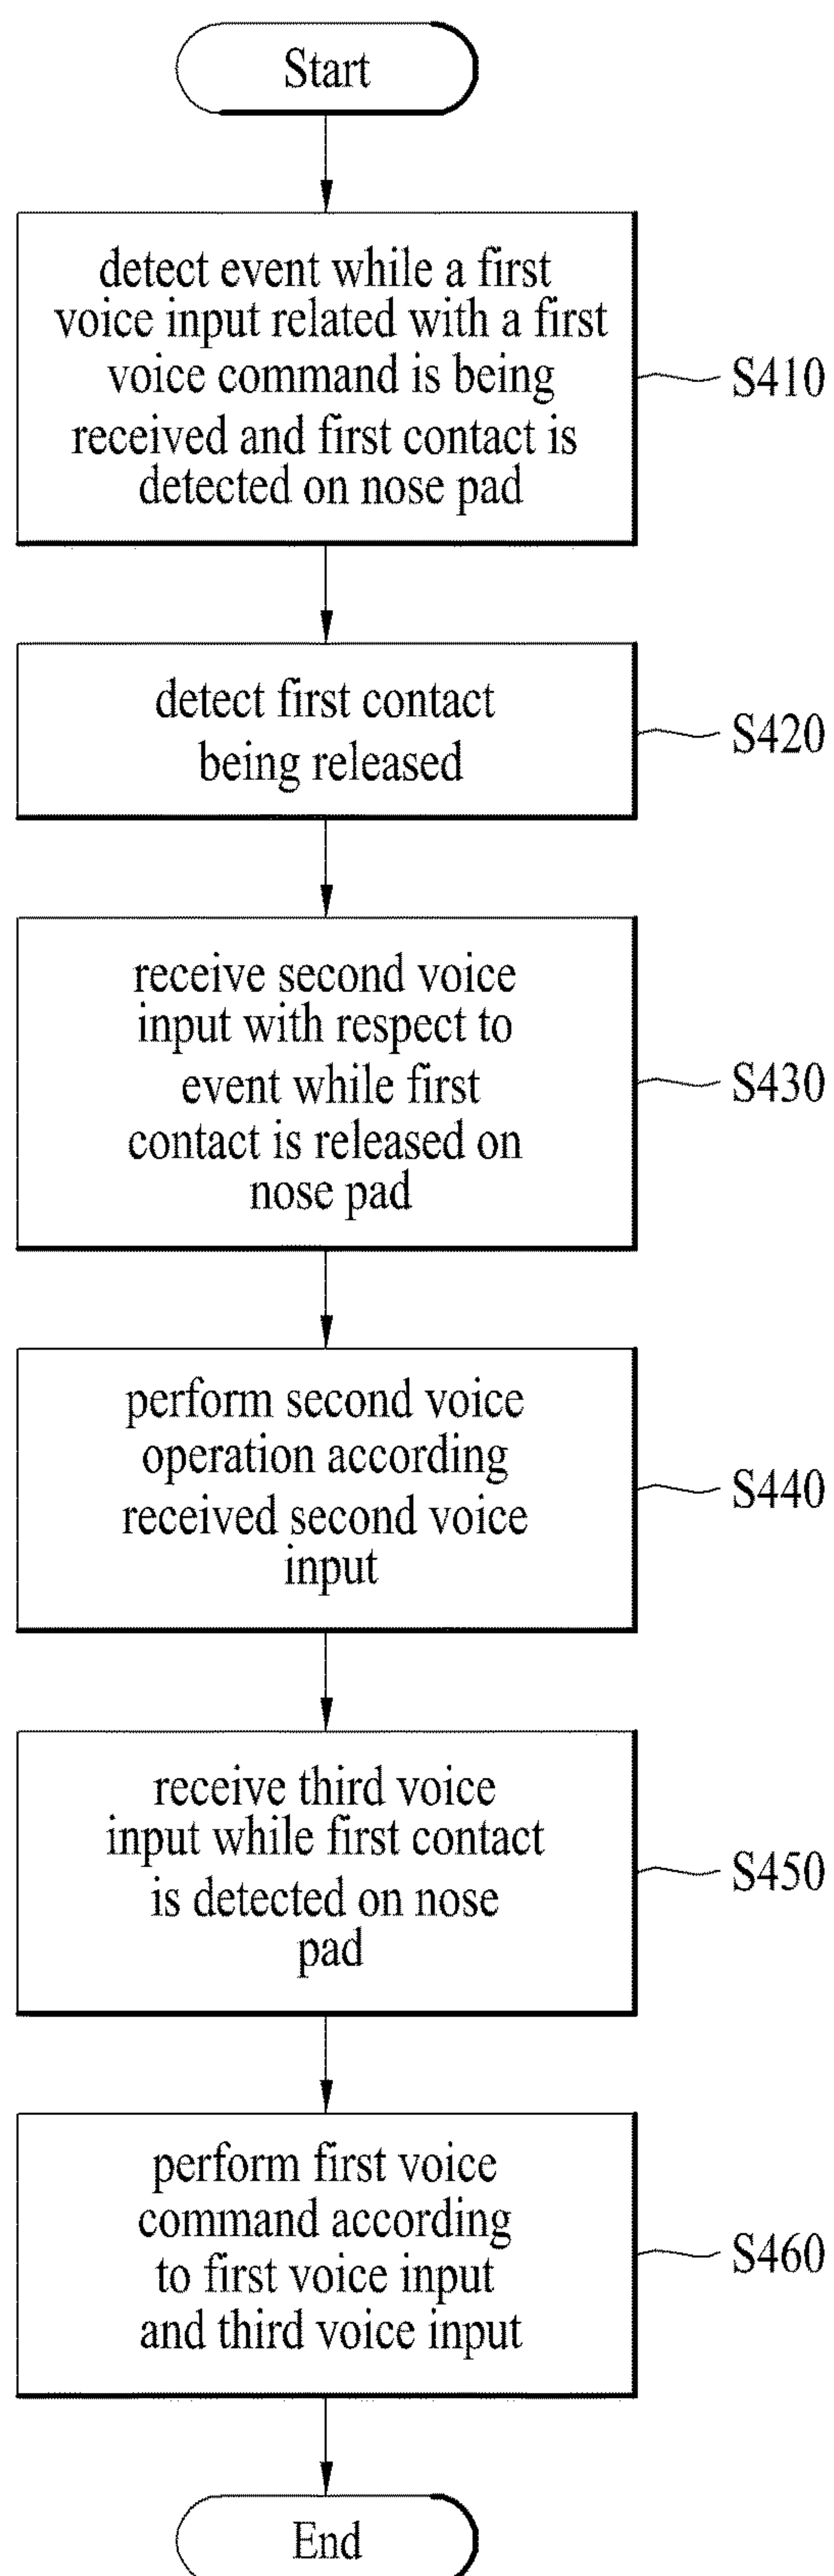 Start
detect event while a first
voice input related with a first
voice command is being
received and first contact is
detected on nose pad
S410
detect first contact
being released
S420
receive second voice
input with respect to
event while first
contact is released on
nose pad
S430
perform second voice
operation according
received second voice
input
S440
receive third voice
input while first contact
is detected on nose
pad
S450
perform first voice
command according
to first voice input
and third voice input
S460
End